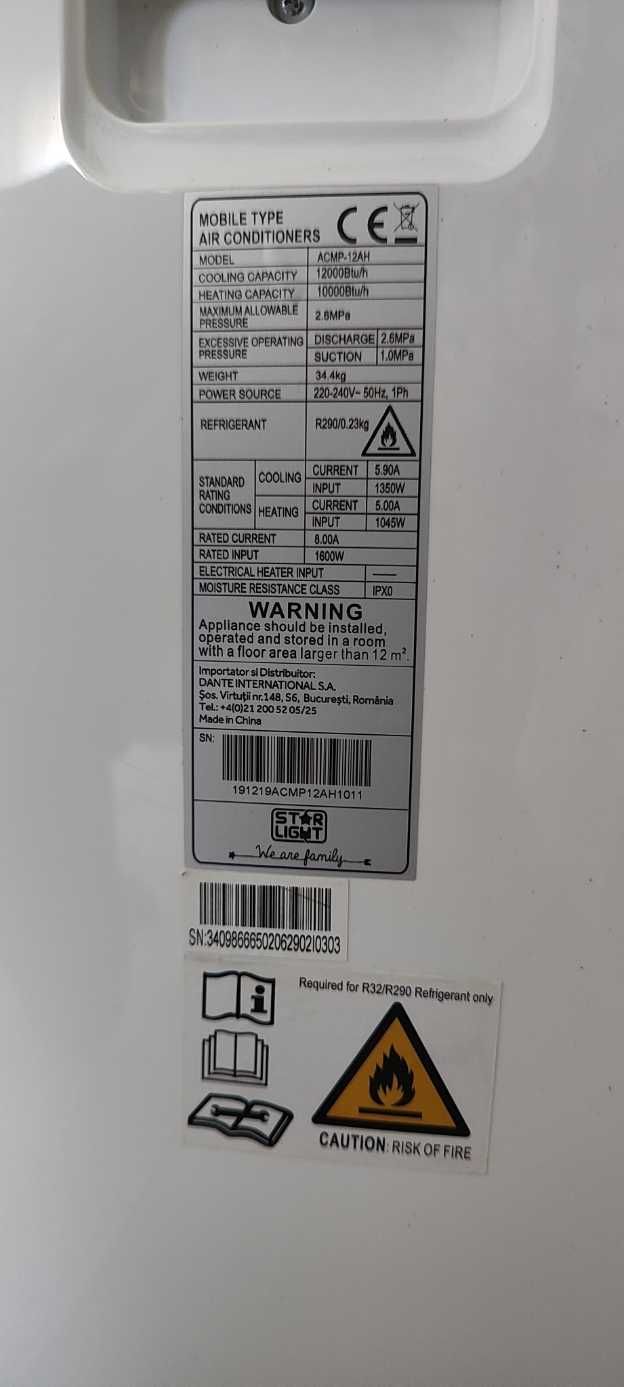 MOBILE TYPE
AIR CONDITIONERS
CE
MODEL ACMP-12AH
COOLING CAPACITY 12000Btu/h
HEATING CAPACITY 10000Btu/h
MAXIMUM ALLOWABLE
PRESSURE 2.6MPa
EXCESSIVE OPERATING
PRESSURE
DISCHARGE 2.6MPa
SUCTION 1.0MPa
WEIGHT 34.4kg
POWER SOURCE 220-240V~ 50Hz, 1Ph
REFRIGERANT R290/0.23kg
STANDARD
RATING
CONDITIONS
COOLING
CURRENT 5.90A
INPUT 1350W
HEATING
CURRENT 5.00A
INPUT 1045W
RATED CURRENT 8.00A
RATED INPUT 1600W
ELECTRICAL HEATER INPUT —
MOISTURE RESISTANCE CLASS IPX0
WARNING
Appliance should be installed,
operated and stored in a room
with a floor area larger than 12 m².
Importator si Distribuitor:
DANTE INTERNATIONAL S.A.
Șos. Virtuții nr.148, S6, București, România
Tel.: +4(0)21 200 52 05/25
Made in China
SN:
191219ACMP12AH1011
STAR
LIGHT
We are family
SN:3409866650206290210303
Required for R32/R290 Refrigerant only
CAUTION: RISK OF FIRE